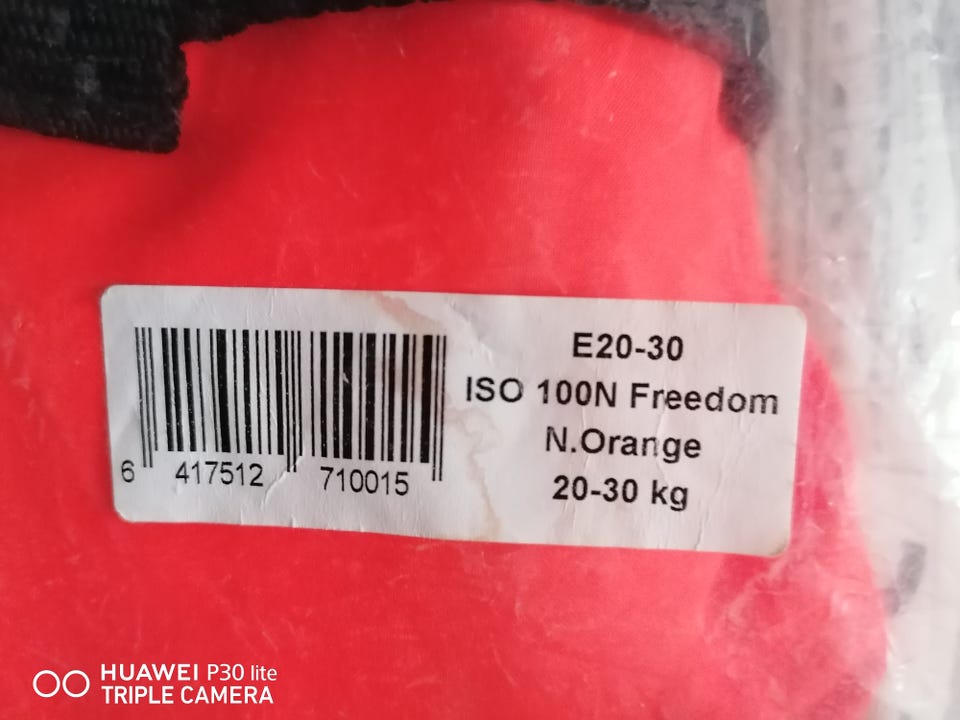 E20-30
ISO 100N Freedom
N.Orange
20-30 kg
6 417512 710015
HUAWEI P30 lite
TRIPLE CAMERA